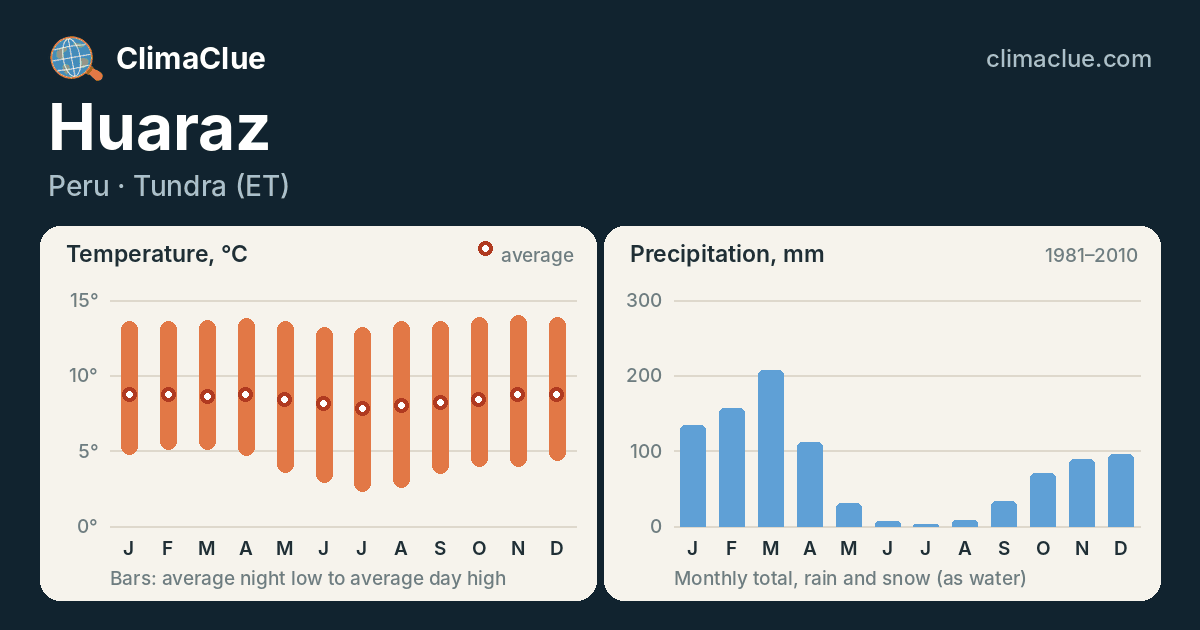 ClimaClue
climaclue.com
Huaraz
Peru · Tundra (ET)
Temperature, °C
average
15°
10°
5°
0°
J F M A M J J A S O N D
Bars: average night low to average day high
Precipitation, mm
1981–2010
300
200
100
0
J F M A M J J A S O N D
Monthly total, rain and snow (as water)